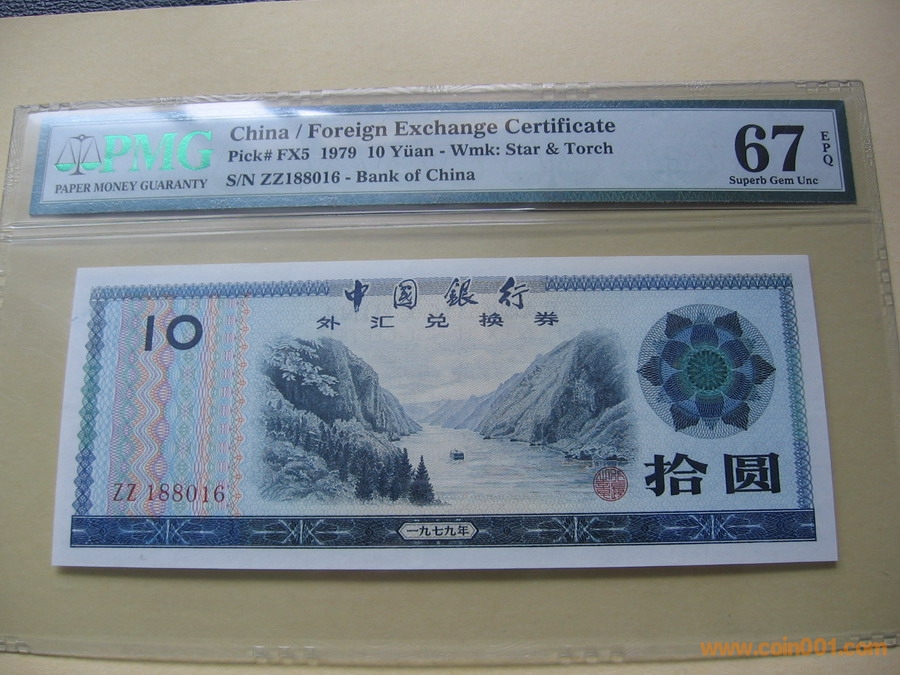 PMG
PAPER MONEY GUARANTY
China / Foreign Exchange Certificate
Pick# FX5 1979 10 Yüan - Wmk: Star & Torch
S/N ZZ188016 - Bank of China
67
EPQ
Superb Gem Unc
中國銀行
外汇兑换券
10
ZZ 188016
拾圆
一九七九年
www.coin001.com